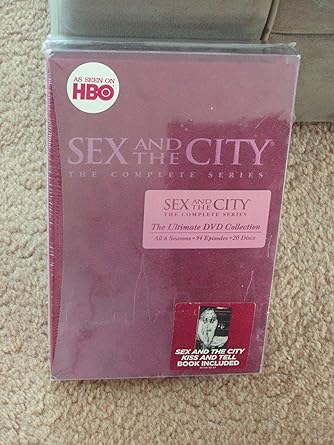 AS SEEN ON
HBO
SEX AND THE CITY
THE COMPLETE SERIES
SEX AND THE CITY
THE COMPLETE SERIES
The Ultimate DVD Collection
All 6 Seasons • 94 Episodes • 20 Discs
SEX AND THE CITY
KISS AND TELL
BOOK INCLUDED